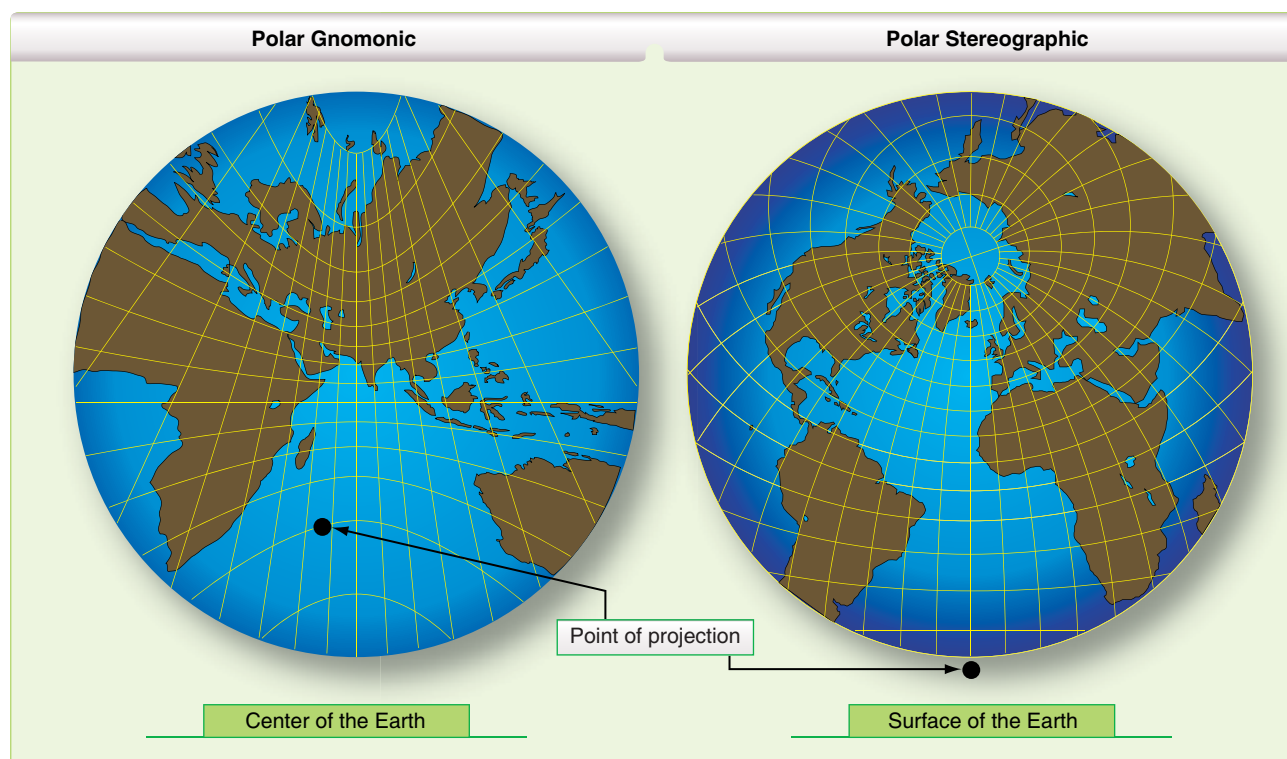 Polar Gnomonic
Polar Stereographic
Point of projection
Center of the Earth
Surface of the Earth